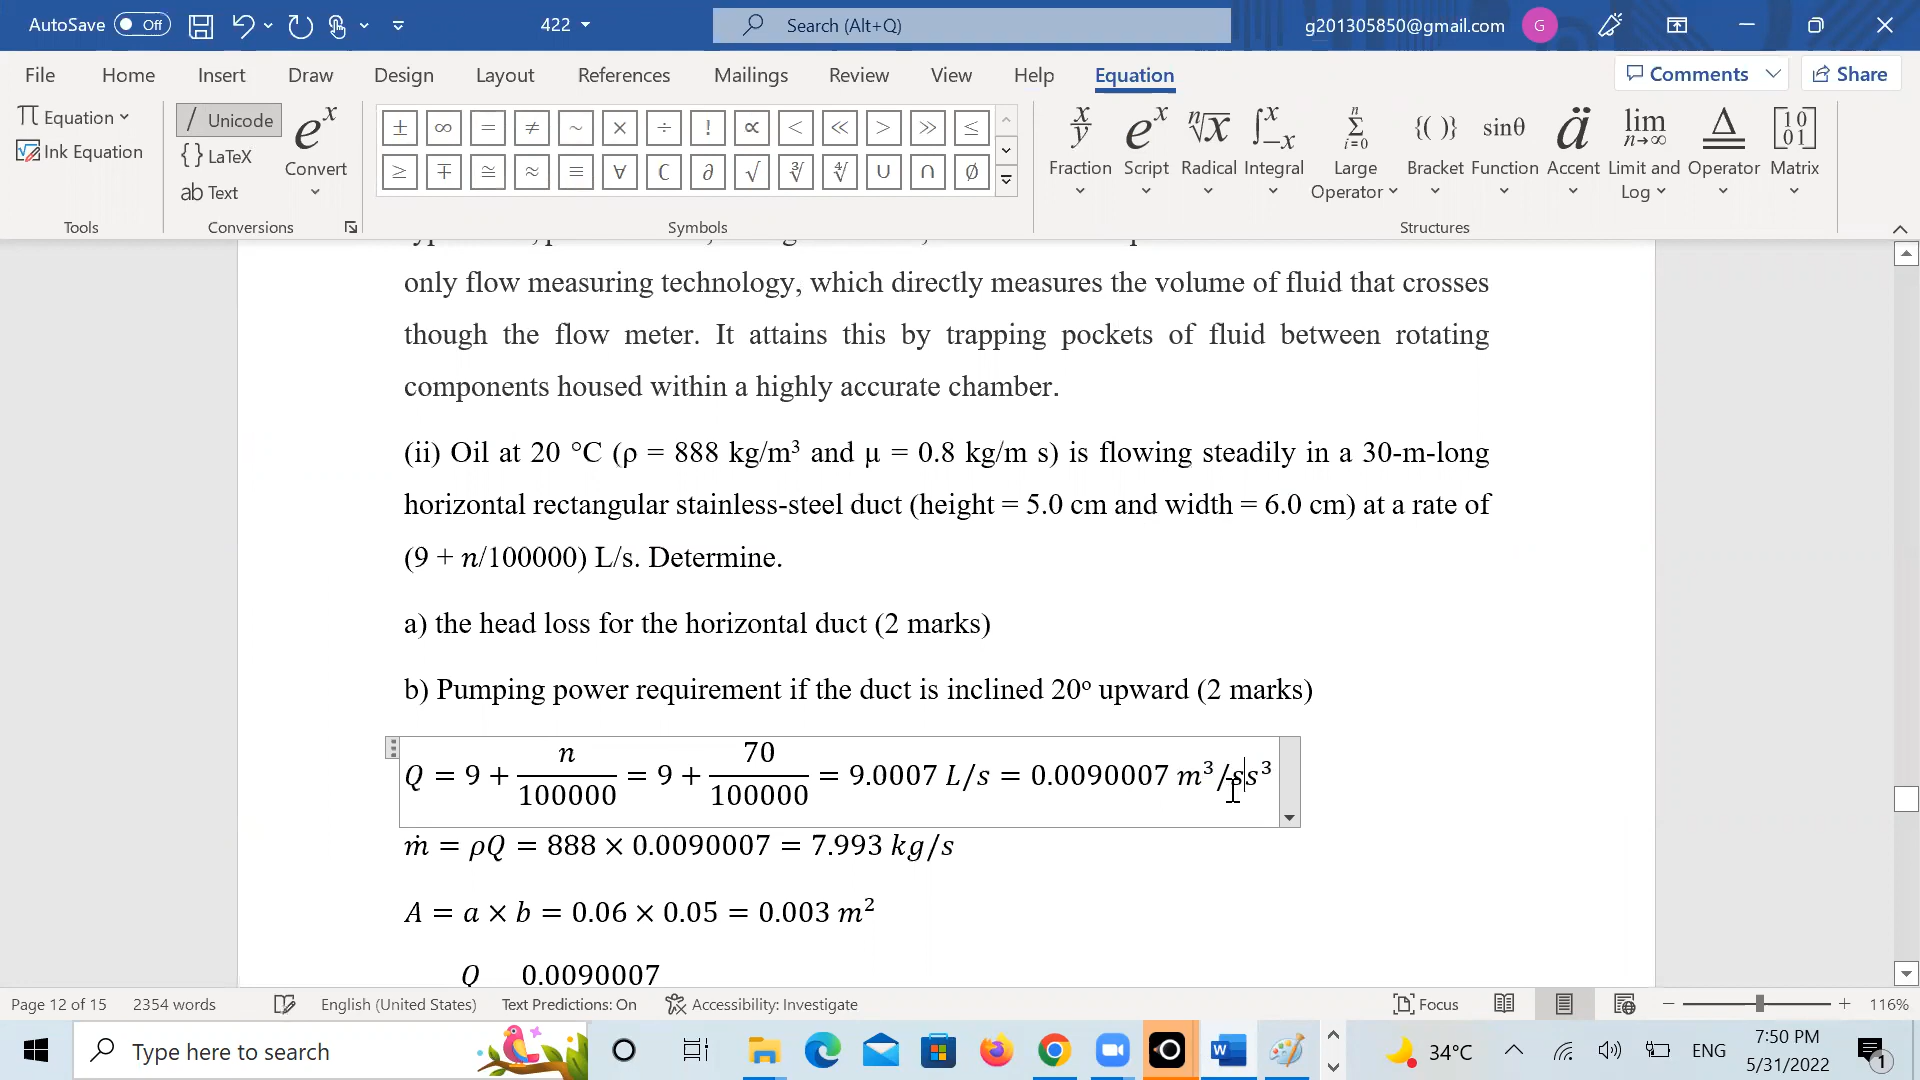 AutoSave Off 422 Search (Alt+Q) g201305850@gmail.com G
File Home Insert Draw Design Layout References Mailings Review View Help Equation Comments Share
Equation
Ink Equation
Tools
Unicode
{} LaTeX
ab Text
Convert
Conversions
± ∞ = ≠ ~ × ÷ ! ∝ < ≪ > ≫ ≤
≥ ∓ ≅ ≈ ≡ ∀ ∁ ∂ √ ∛ ∜ ∪ ∩ ∅
Symbols
Fraction Script Radical Integral Large Operator Bracket Function Accent Limit and Log Operator Matrix
Structures
only flow measuring technology, which directly measures the volume of fluid that crosses
though the flow meter. It attains this by trapping pockets of fluid between rotating
components housed within a highly accurate chamber.
(ii) Oil at 20 °C (ρ = 888 kg/m³ and μ = 0.8 kg/m s) is flowing steadily in a 30-m-long
horizontal rectangular stainless-steel duct (height = 5.0 cm and width = 6.0 cm) at a rate of
(9 + n/100000) L/s. Determine.
a) the head loss for the horizontal duct (2 marks)
b) Pumping power requirement if the duct is inclined 20º upward (2 marks)
Q = 9 + n/100000 = 9 + 70/100000 = 9.0007 L/s = 0.0090007 m³/ss³
ṁ = ρQ = 888 × 0.0090007 = 7.993 kg/s
A = a × b = 0.06 × 0.05 = 0.003 m²
Q 0.0090007
Page 12 of 15 2354 words English (United States) Text Predictions: On Accessibility: Investigate Focus 116%
Type here to search 34°C ENG 7:50 PM
5/31/2022 1